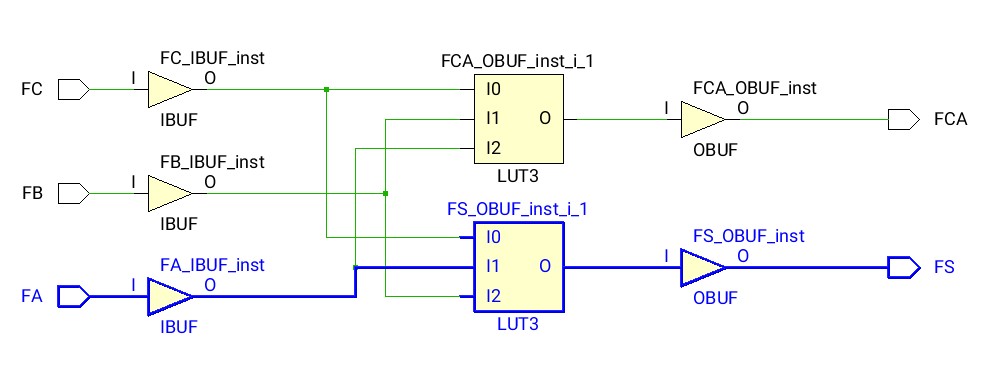 FC
I
FC_IBUF_inst
O
IBUF
FB
I
FB_IBUF_inst
O
IBUF
FA
I
FA_IBUF_inst
O
IBUF
FCA_OBUF_inst_i_1
I0
I1
I2
O
LUT3
FS_OBUF_inst_i_1
I0
I1
I2
O
LUT3
I
FCA_OBUF_inst
O
OBUF
FCA
I
FS_OBUF_inst
O
OBUF
FS